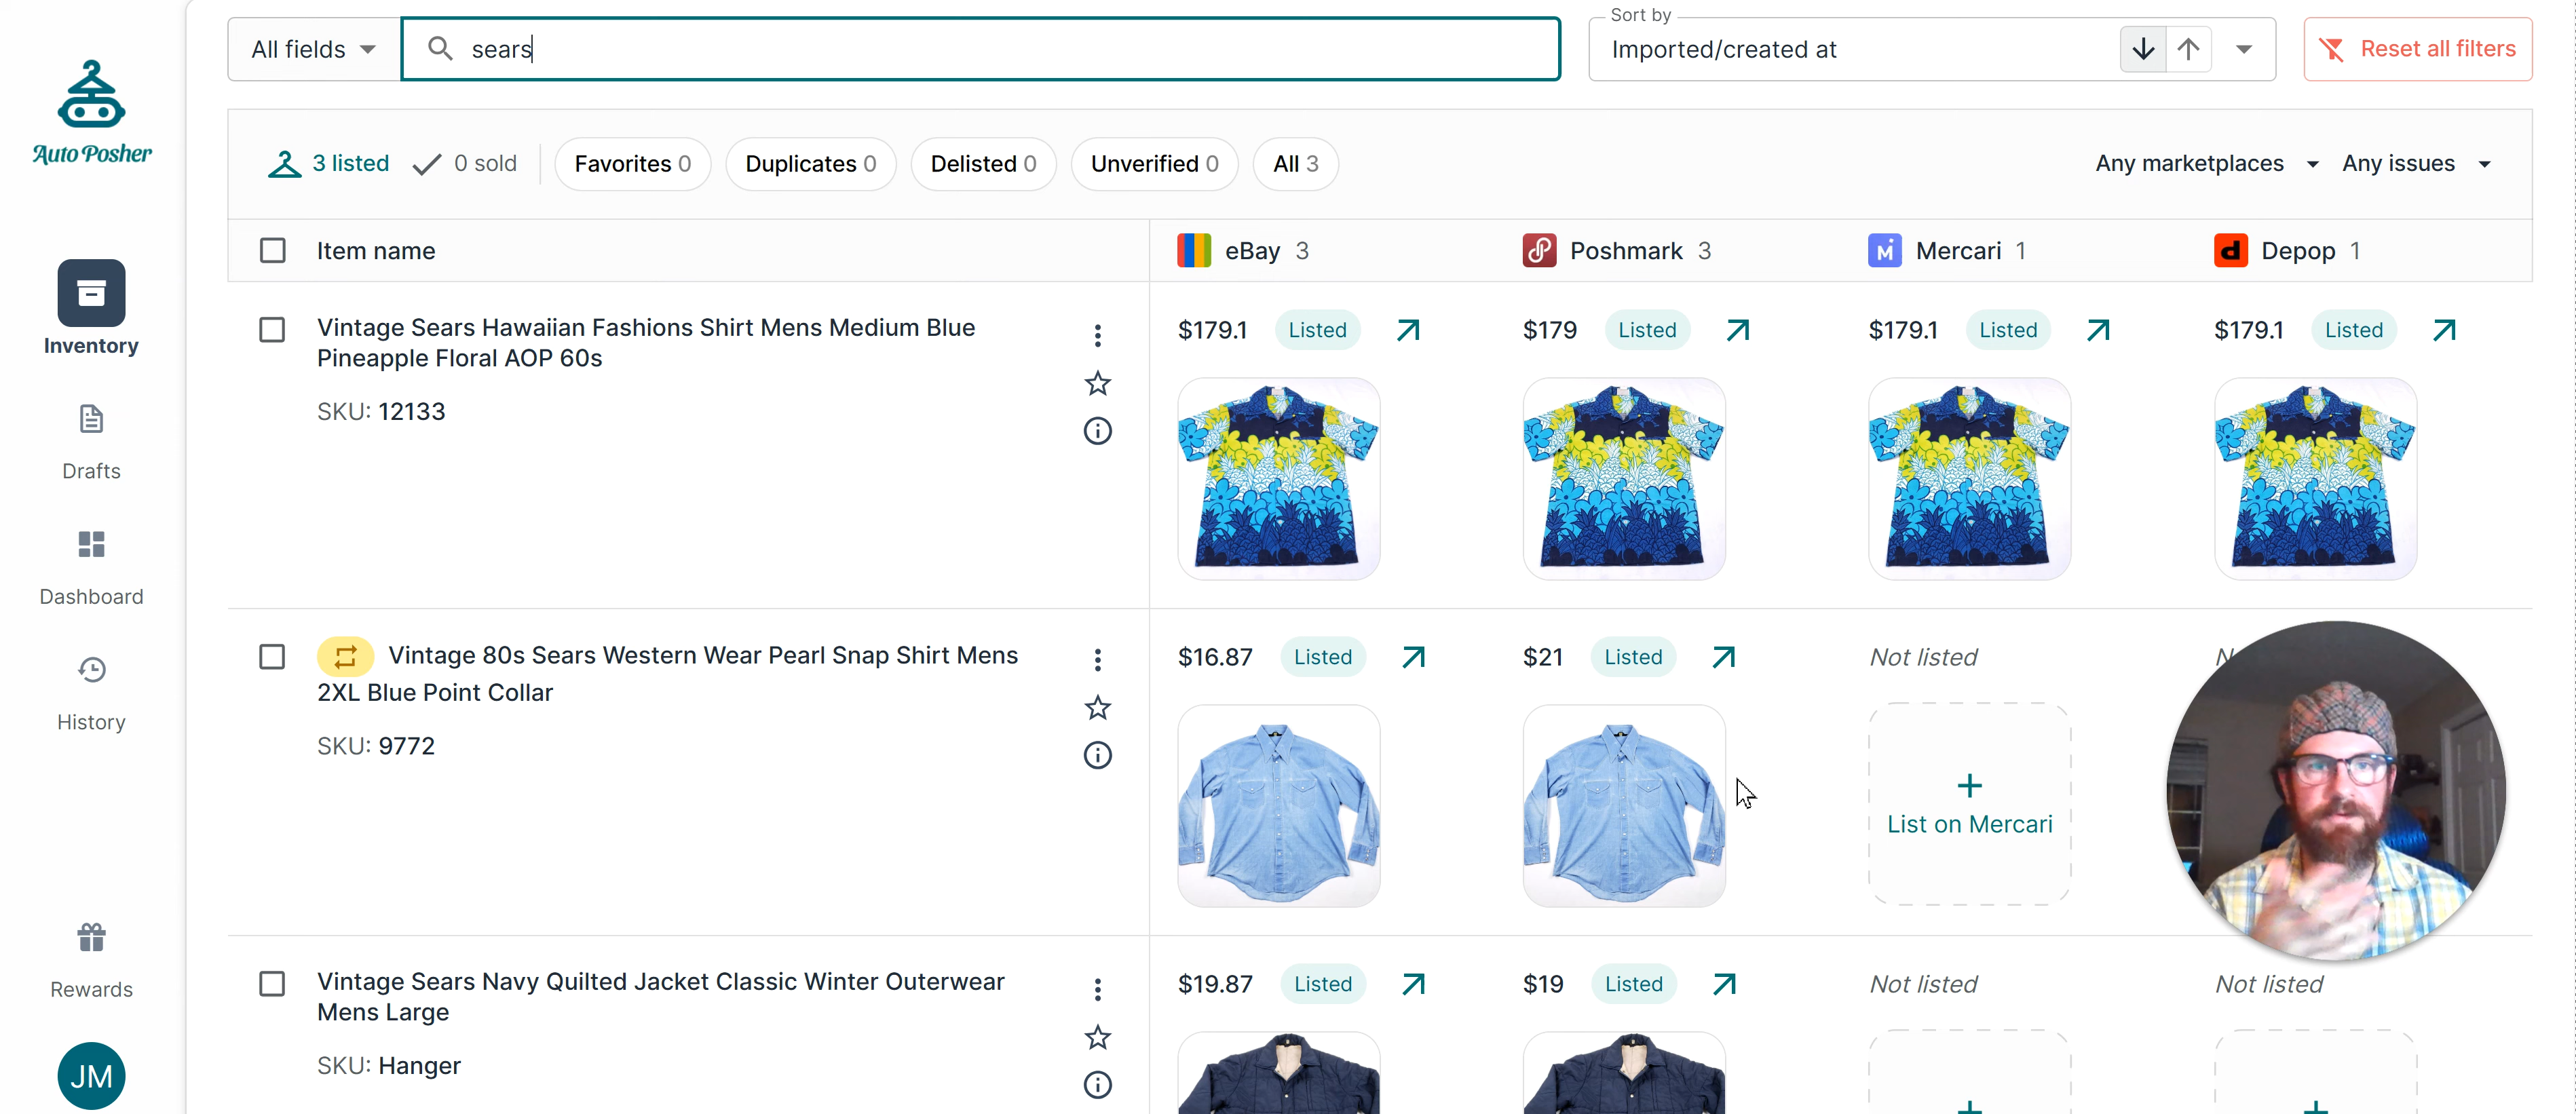 Auto Posher
Inventory
Drafts
Dashboard
History
Rewards
JM
All fields
sears
Sort by
Imported/created at
Reset all filters
3 listed 0 sold Favorites 0 Duplicates 0 Delisted 0 Unverified 0 All 3 Any marketplaces Any issues
Item name eBay 3 Poshmark 3 Mercari 1 Depop 1
Vintage Sears Hawaiian Fashions Shirt Mens Medium Blue
Pineapple Floral AOP 60s
SKU: 12133
$179.1 Listed $179 Listed $179.1 Listed $179.1 Listed
Vintage 80s Sears Western Wear Pearl Snap Shirt Mens
2XL Blue Point Collar
SKU: 9772
$16.87 Listed $21 Listed Not listed
List on Mercari
Vintage Sears Navy Quilted Jacket Classic Winter Outerwear
Mens Large
SKU: Hanger
$19.87 Listed $19 Listed Not listed Not listed